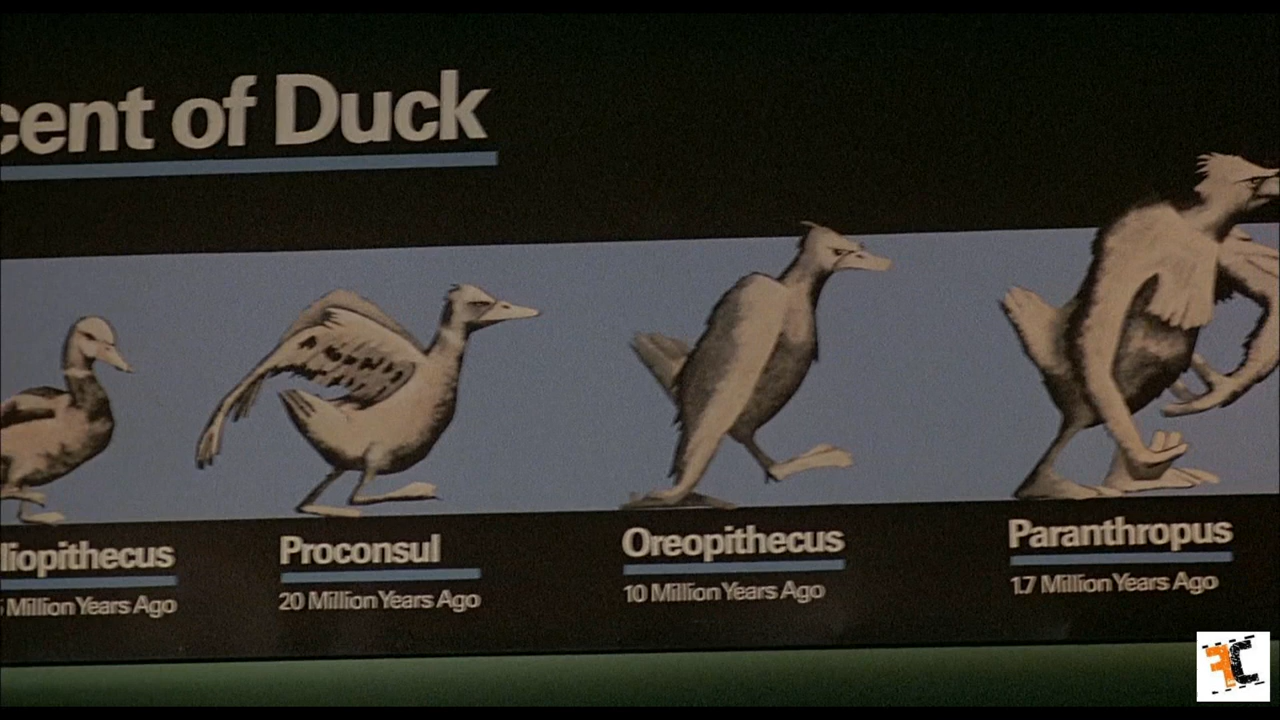 cent of Duck
liopithecus
Proconsul
Oreopithecus
Paranthropus
Million Years Ago
20 Million Years Ago
10 Million Years Ago
1.7 Million Years Ago
FC